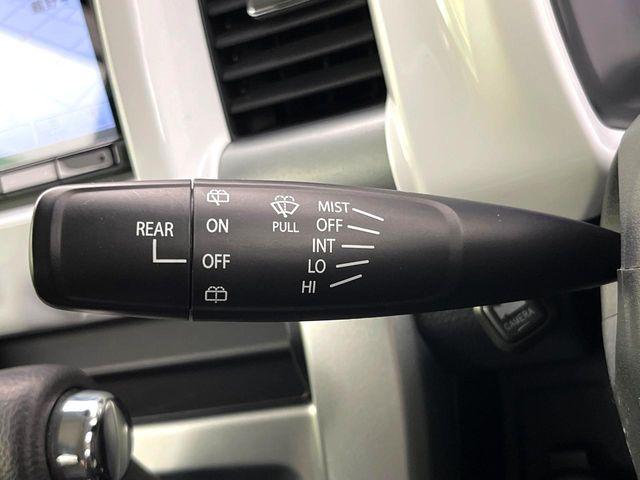 REAR
ON
OFF
PULL
MIST
OFF
INT
LO
HI
CAMERA